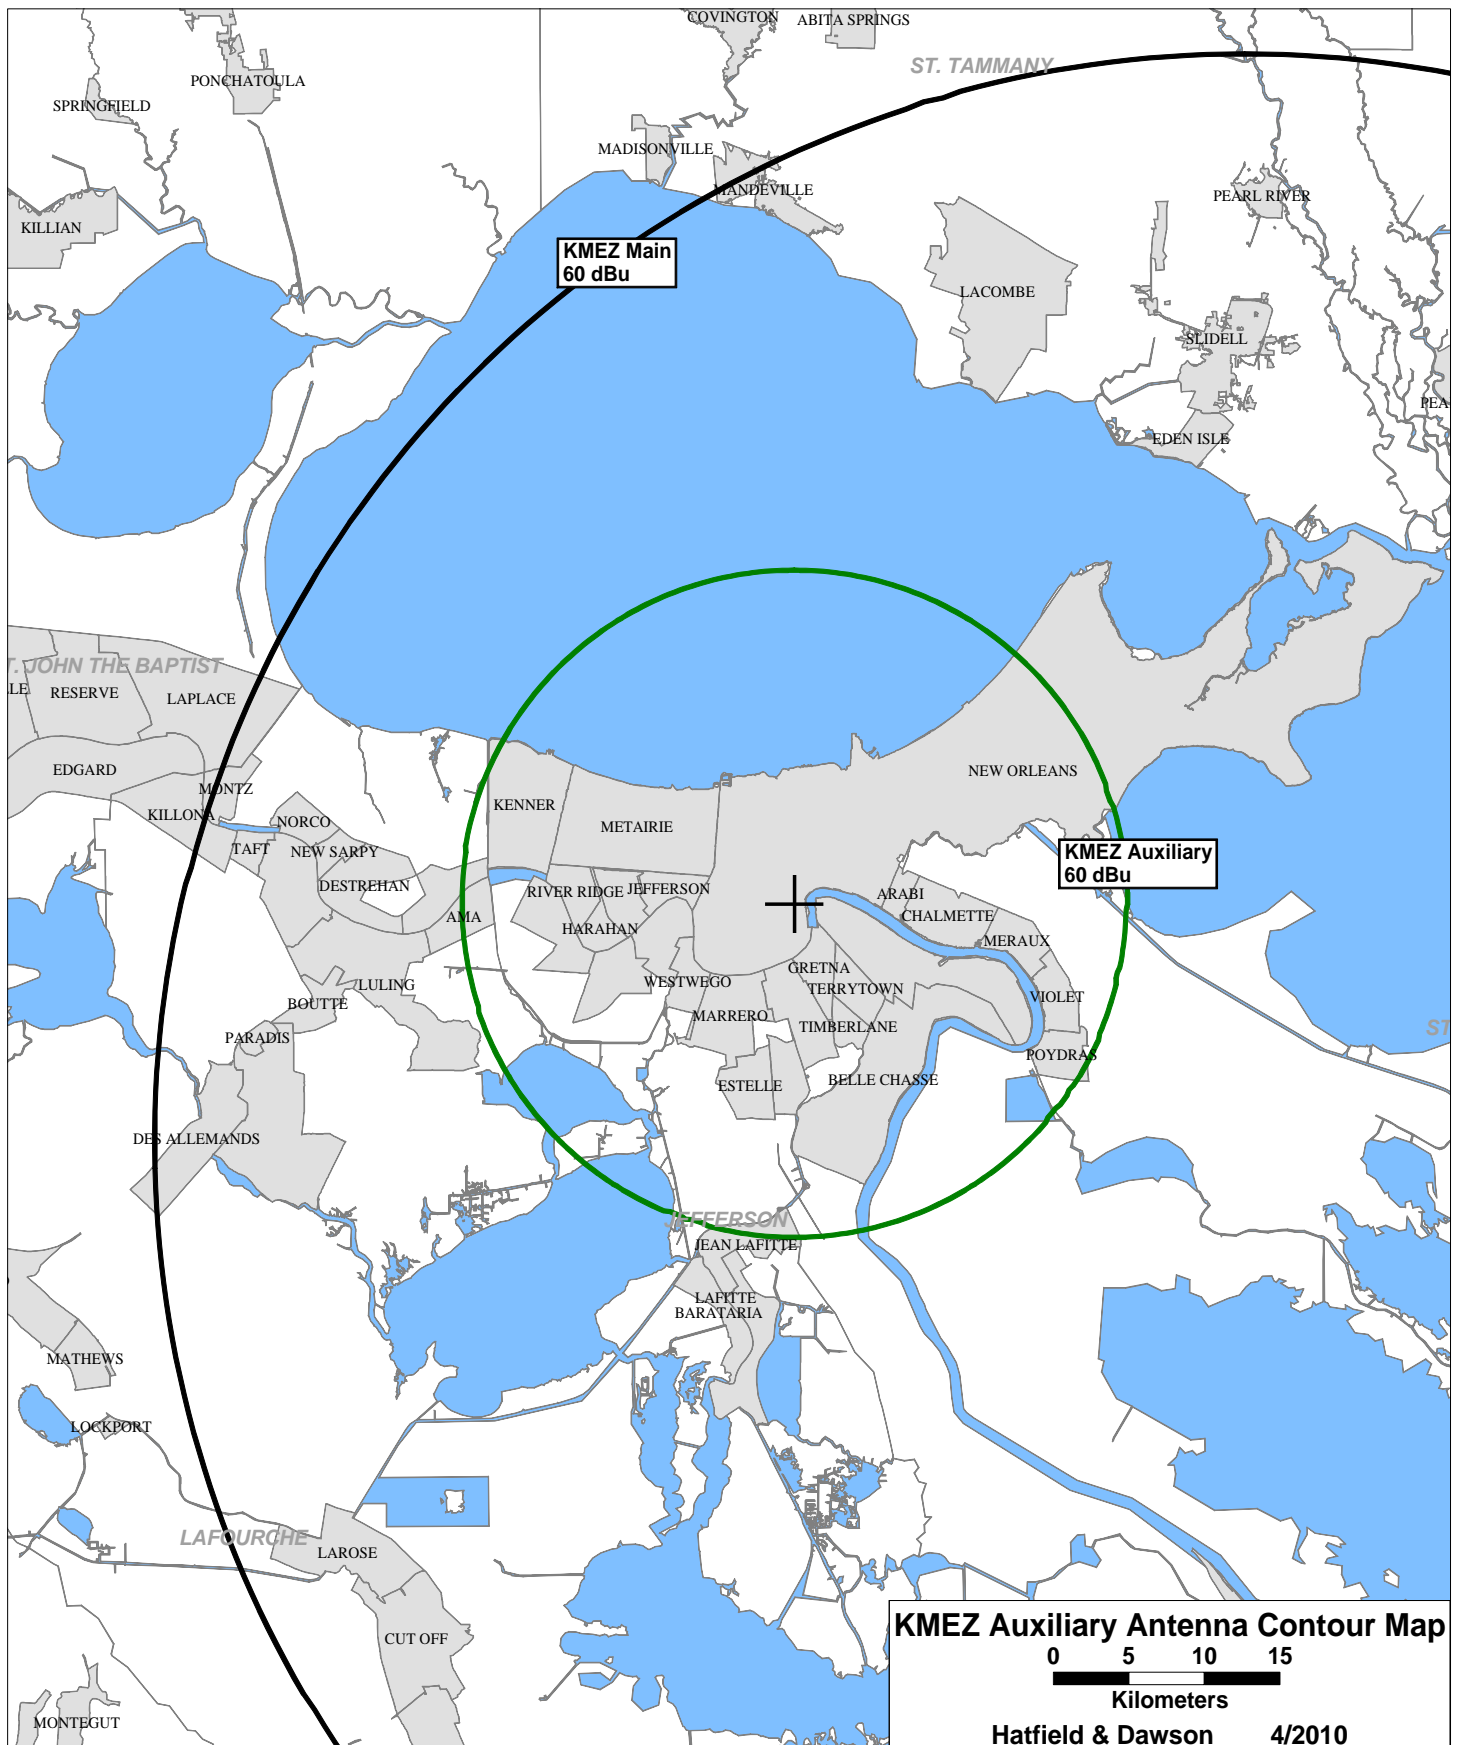 COVINGTON
ABITA SPRINGS
ST. TAMMANY
PONCHATOULA
SPRINGFIELD
MADISONVILLE
MANDEVILLE
PEARL RIVER
KILLIAN
KMEZ Main
60 dBu
LACOMBE
SLIDELL
PEA
EDEN ISLE
T. JOHN THE BAPTIST
LLE
RESERVE
LAPLACE
EDGARD
NEW ORLEANS
MONTZ
KENNER
KILLONA
NORCO
METAIRIE
TAFT
NEW SARPY
KMEZ Auxiliary
60 dBu
DESTREHAN
RIVER RIDGE
JEFFERSON
ARABI
AMA
CHALMETTE
HARAHAN
MERAUX
GRETNA
WESTWEGO
LULING
TERRYTOWN
VIOLET
BOUTTE
MARRERO
TIMBERLANE
ST
PARADIS
POYDRAS
ESTELLE
BELLE CHASSE
DES ALLEMANDS
JEFFERSON
JEAN LAFITTE
LAFITTE
BARATARIA
MATHEWS
LOCKPORT
LAFOURCHE
LAROSE
CUT OFF
MONTEGUT
KMEZ Auxiliary Antenna Contour Map
0 5 10 15
Kilometers
Hatfield & Dawson 4/2010